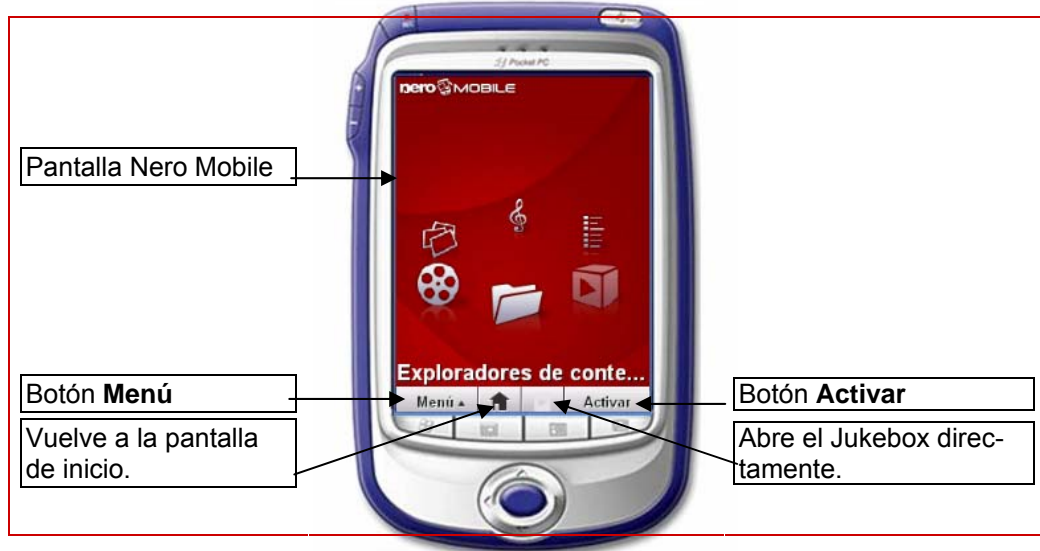 Pocket PC
nero MOBILE
Pantalla Nero Mobile
Exploradores de conte...
Botón Menú
Menú
Activar
Botón Activar
Vuelve a la pantalla
de inicio.
Abre el Jukebox direc-
tamente.